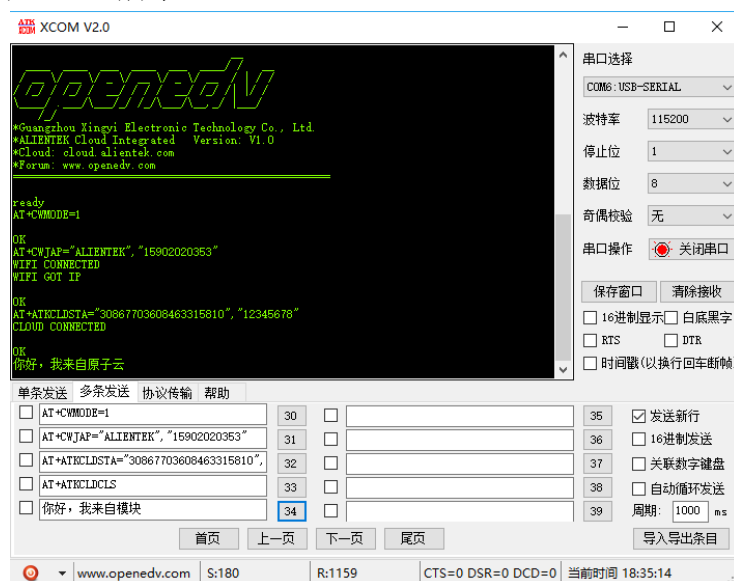 XCOM V2.0
openedv
*Guangzhou Xingyi Electronic Technology Co., Ltd.
*ALIENTEK Cloud Integrated Version: V1.0
*Cloud: cloud.alientek.com
*Forum: www.openedv.com
ready
AT+CWMODE=1
OK
AT+CWJAP="ALIENTEK","15902020353"
WIFI CONNECTED
WIFI GOT IP
OK
AT+ATKCLDSTA="30867703608463315810","12345678"
CLOUD CONNECTED
OK
你好，我来自原子云
串口选择
COM6:USB-SERIAL
波特率 115200
停止位 1
数据位 8
奇偶校验 无
串口操作 关闭串口
保存窗口 清除接收
16进制显示 白底黑字
RTS DTR
时间戳(以换行回车断帧
单条发送 多条发送 协议传输 帮助
AT+CWMODE=1 30 35 发送新行
AT+CWJAP="ALIENTEK","15902020353" 31 36 16进制发送
AT+ATKCLDSTA="30867703608463315810", 32 37 关联数字键盘
AT+ATKCLDCLS 33 38 自动循环发送
你好，我来自模块 34 39 周期: 1000 ms
首页 上一页 下一页 尾页 导入导出条目
www.openedv.com S:180 R:1159 CTS=0 DSR=0 DCD=0 当前时间 18:35:14